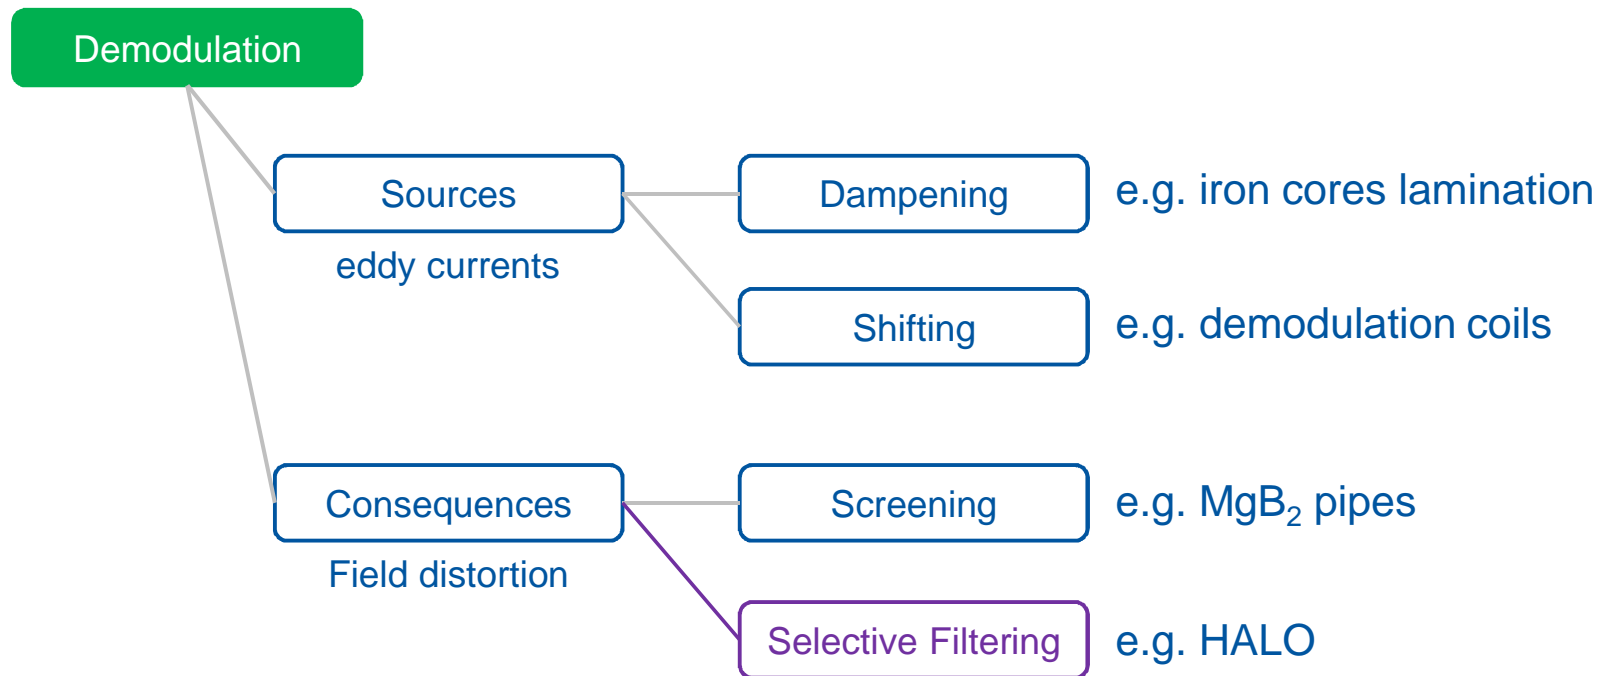 Demodulation
Sources
Dampening
e.g. iron cores lamination
eddy currents
Shifting
e.g. demodulation coils
Consequences
Screening
e.g. MgB₂ pipes
Field distortion
Selective Filtering
e.g. HALO